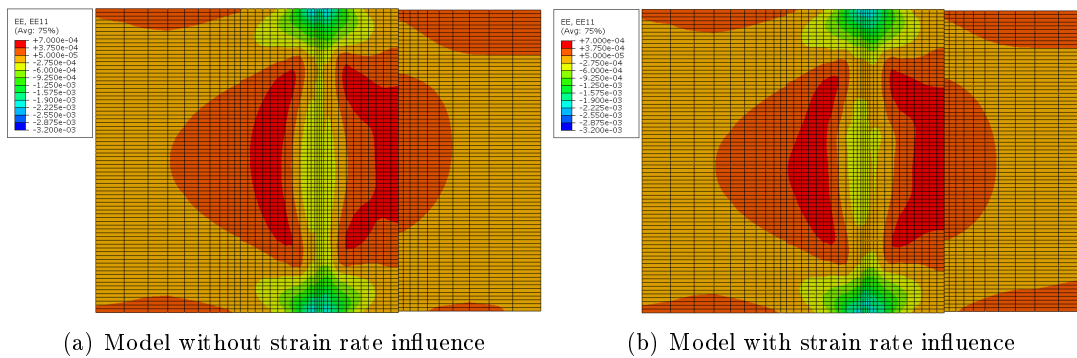 EE, EE11
(Avg: 75%)
+7.000e-04
+3.750e-04
+5.000e-05
-2.750e-04
-6.000e-04
-9.250e-04
-1.250e-03
-1.575e-03
-1.900e-03
-2.225e-03
-2.550e-03
-2.875e-03
-3.200e-03
(a) Model without strain rate influence
EE, EE11
(Avg: 75%)
+7.000e-04
+3.750e-04
+5.000e-05
-2.750e-04
-6.000e-04
-9.250e-04
-1.250e-03
-1.575e-03
-1.900e-03
-2.225e-03
-2.550e-03
-2.875e-03
-3.200e-03
(b) Model with strain rate influence